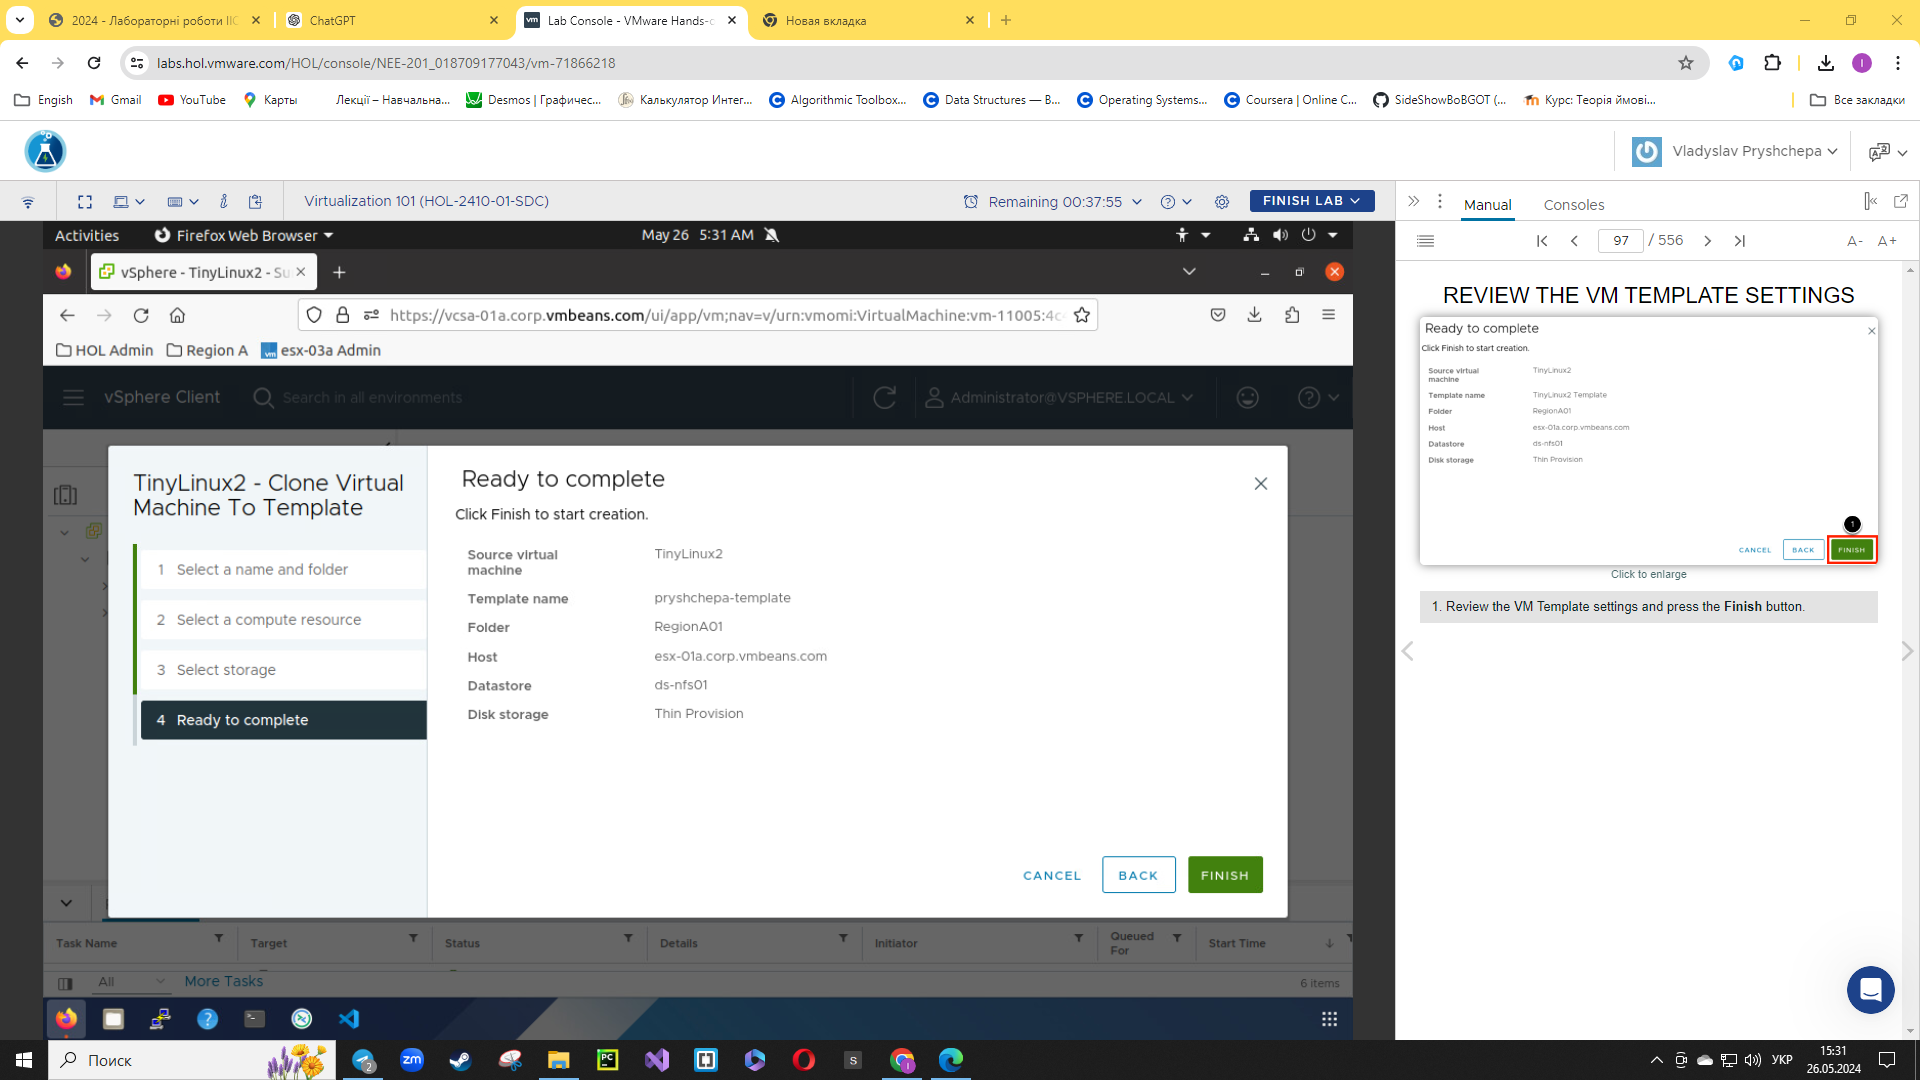 2024 - Лабораторні роботи ІІС
ChatGPT
Lab Console - VMware Hands-o
Новая вкладка
labs.hol.vmware.com/HOL/console/NEE-201_018709177043/vm-71866218
Engish
Gmail
YouTube
Карты
Лекції – Навчальна...
Desmos | Графичес...
Калькулятор Интег...
Algorithmic Toolbox...
Data Structures — B...
Operating Systems...
Coursera | Online C...
SideShowBoBGOT (...
Курс: Теорія ймові...
Все закладки
Vladyslav Pryshchepa
Virtualization 101 (HOL-2410-01-SDC)
Remaining 00:37:55
FINISH LAB
Manual
Consoles
97 / 556
A- A+
Activities
Firefox Web Browser
May 26 5:31 AM
vSphere - TinyLinux2 - Su
https://vcsa-01a.corp.vmbeans.com/ui/app/vm;nav=v/urn:vmomi:VirtualMachine:vm-11005:4c
HOL Admin
Region A
esx-03a Admin
vSphere Client
Search in all environments
Administrator@VSPHERE.LOCAL
TinyLinux2 - Clone Virtual
Machine To Template
1 Select a name and folder
2 Select a compute resource
3 Select storage
4 Ready to complete
Ready to complete
Click Finish to start creation.
Source virtual machine TinyLinux2
Template name pryshchepa-template
Folder RegionA01
Host esx-01a.corp.vmbeans.com
Datastore ds-nfs01
Disk storage Thin Provision
CANCEL BACK FINISH
Task Name
Target
Status
Details
Initiator
Queued For
Start Time
All
More Tasks
6 items
REVIEW THE VM TEMPLATE SETTINGS
Ready to complete
Click Finish to start creation.
Source virtual machine TinyLinux2
Template name TinyLinux2 Template
Folder RegionA01
Host esx-01a.corp.vmbeans.com
Datastore ds-nfs01
Disk storage Thin Provision
1
CANCEL BACK FINISH
Click to enlarge
1. Review the VM Template settings and press the Finish button.
Поиск
2
zm
PC
S
УКР
15:31
26.05.2024